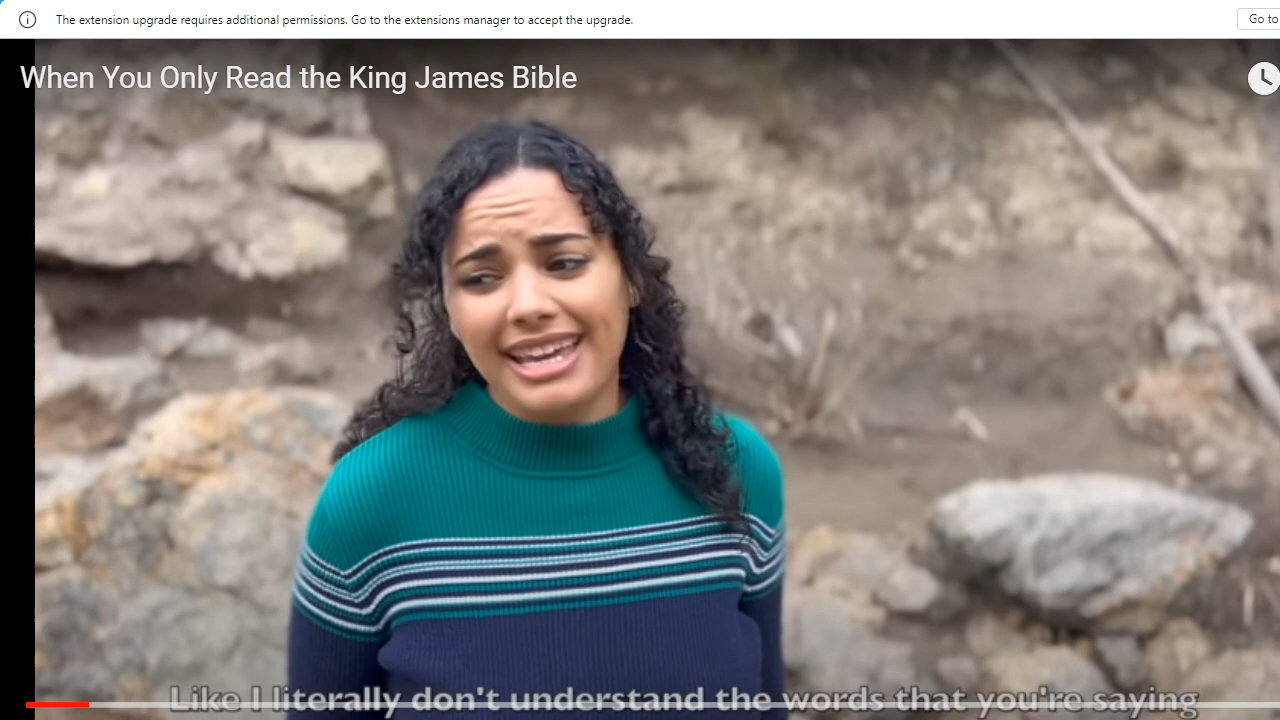 The extension upgrade requires additional permissions. Go to the extensions manager to accept the upgrade.
Go to
When You Only Read the King James Bible
Like I literally don't understand the words that you're saying